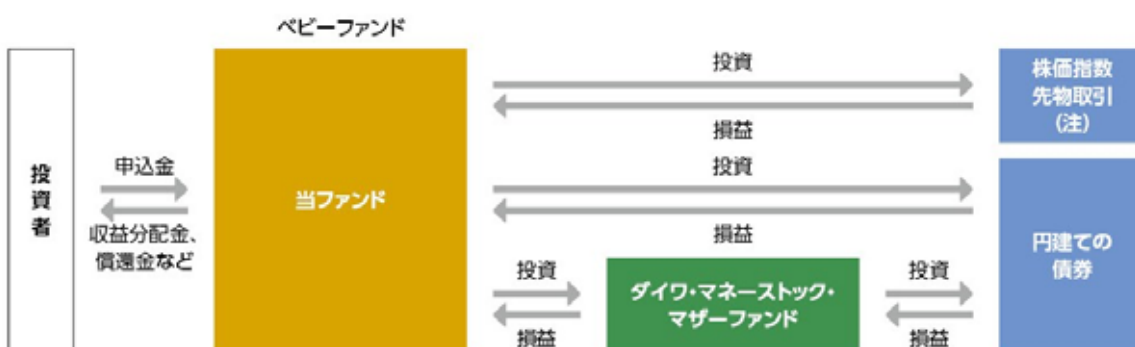 ベビーファンド
投資者
申込金
収益分配金、
償還金など
当ファンド
投資
損益
株価指数
先物取引
(注)
投資
損益
円建ての
債券
投資
損益
ダイワ・マネーストック・
マザーファンド
投資
損益